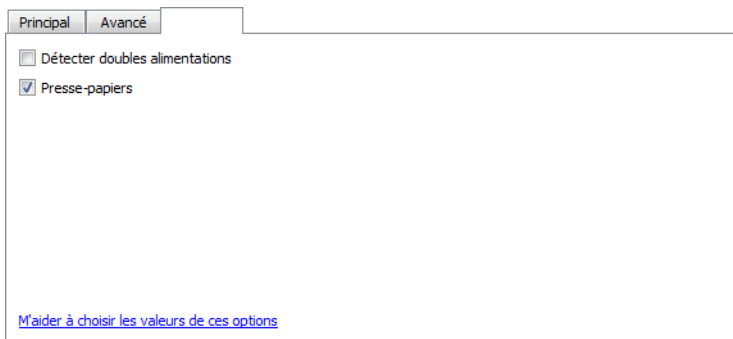 Principal Avancé
Détecter doubles alimentations
Presse-papiers
M'aider à choisir les valeurs de ces options